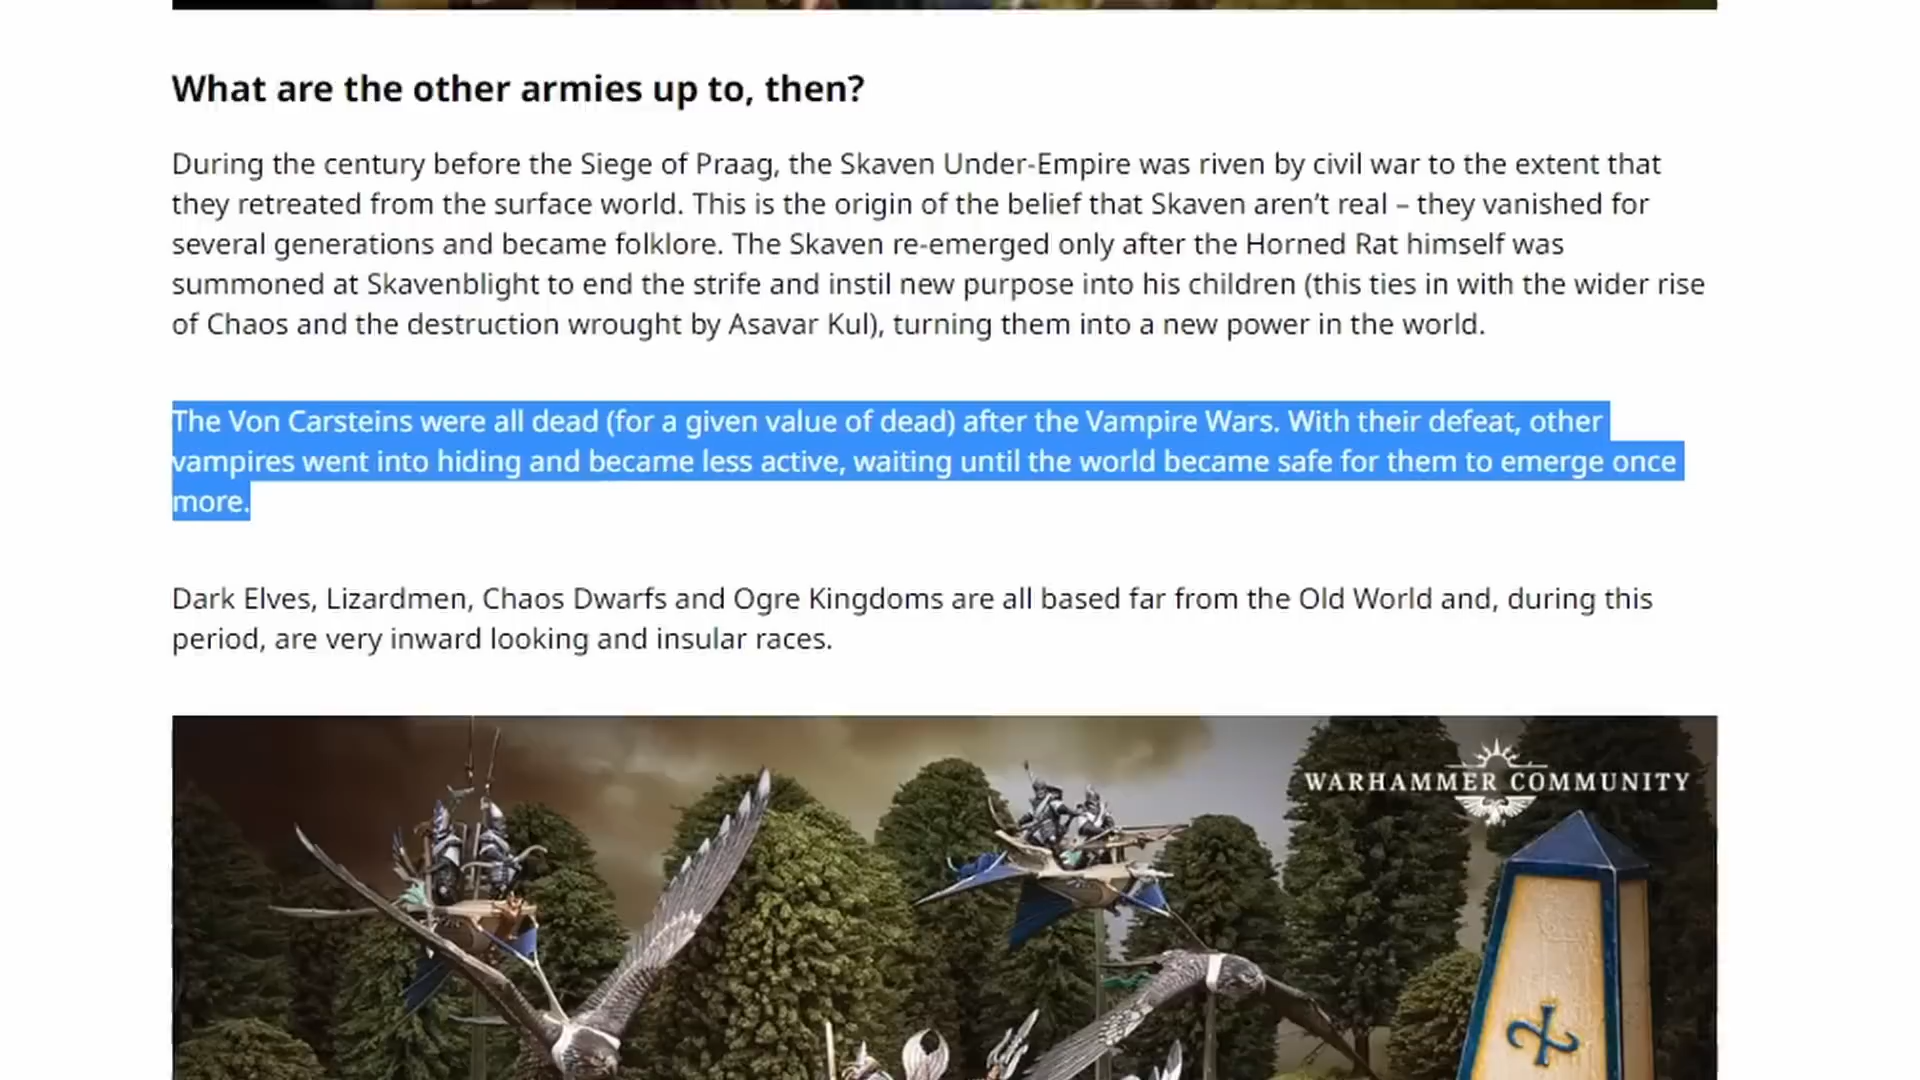 What are the other armies up to, then?
During the century before the Siege of Praag, the Skaven Under-Empire was riven by civil war to the extent that
they retreated from the surface world. This is the origin of the belief that Skaven aren’t real – they vanished for
several generations and became folklore. The Skaven re-emerged only after the Horned Rat himself was
summoned at Skavenblight to end the strife and instil new purpose into his children (this ties in with the wider rise
of Chaos and the destruction wrought by Asavar Kul), turning them into a new power in the world.
The Von Carsteins were all dead (for a given value of dead) after the Vampire Wars. With their defeat, other
vampires went into hiding and became less active, waiting until the world became safe for them to emerge once
more.
Dark Elves, Lizardmen, Chaos Dwarfs and Ogre Kingdoms are all based far from the Old World and, during this
period, are very inward looking and insular races.
WARHAMMER COMMUNITY